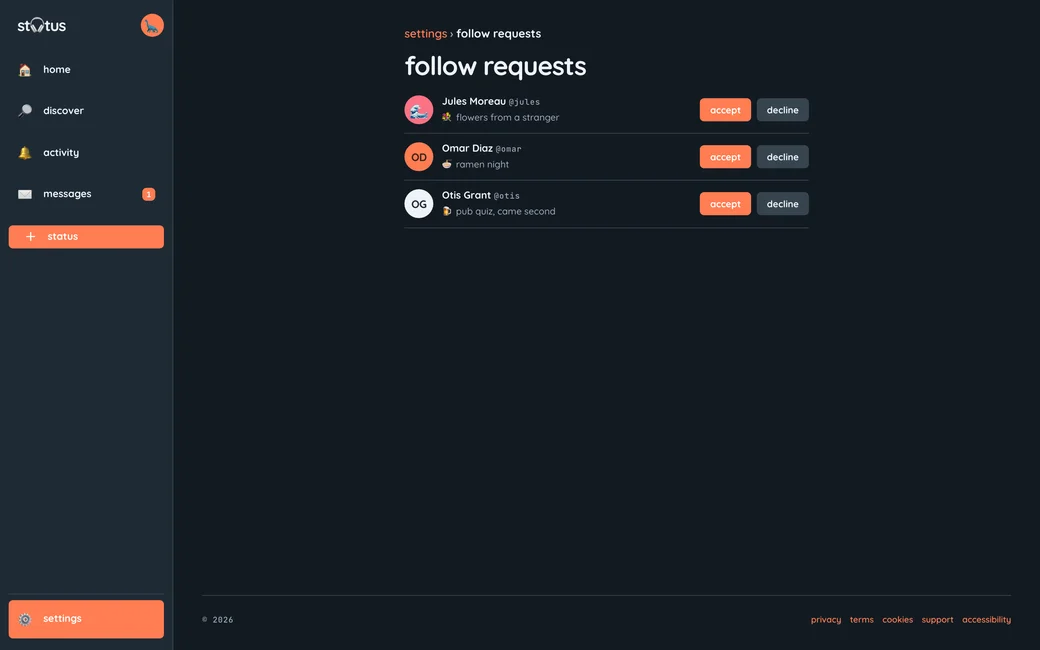 status
home
discover
activity
messages 1
+ status
settings
settings › follow requests
follow requests
Jules Moreau @jules
flowers from a stranger
accept decline
OD
Omar Diaz @omar
ramen night
accept decline
OG
Otis Grant @otis
pub quiz, came second
accept decline
© 2026
privacy terms cookies support accessibility